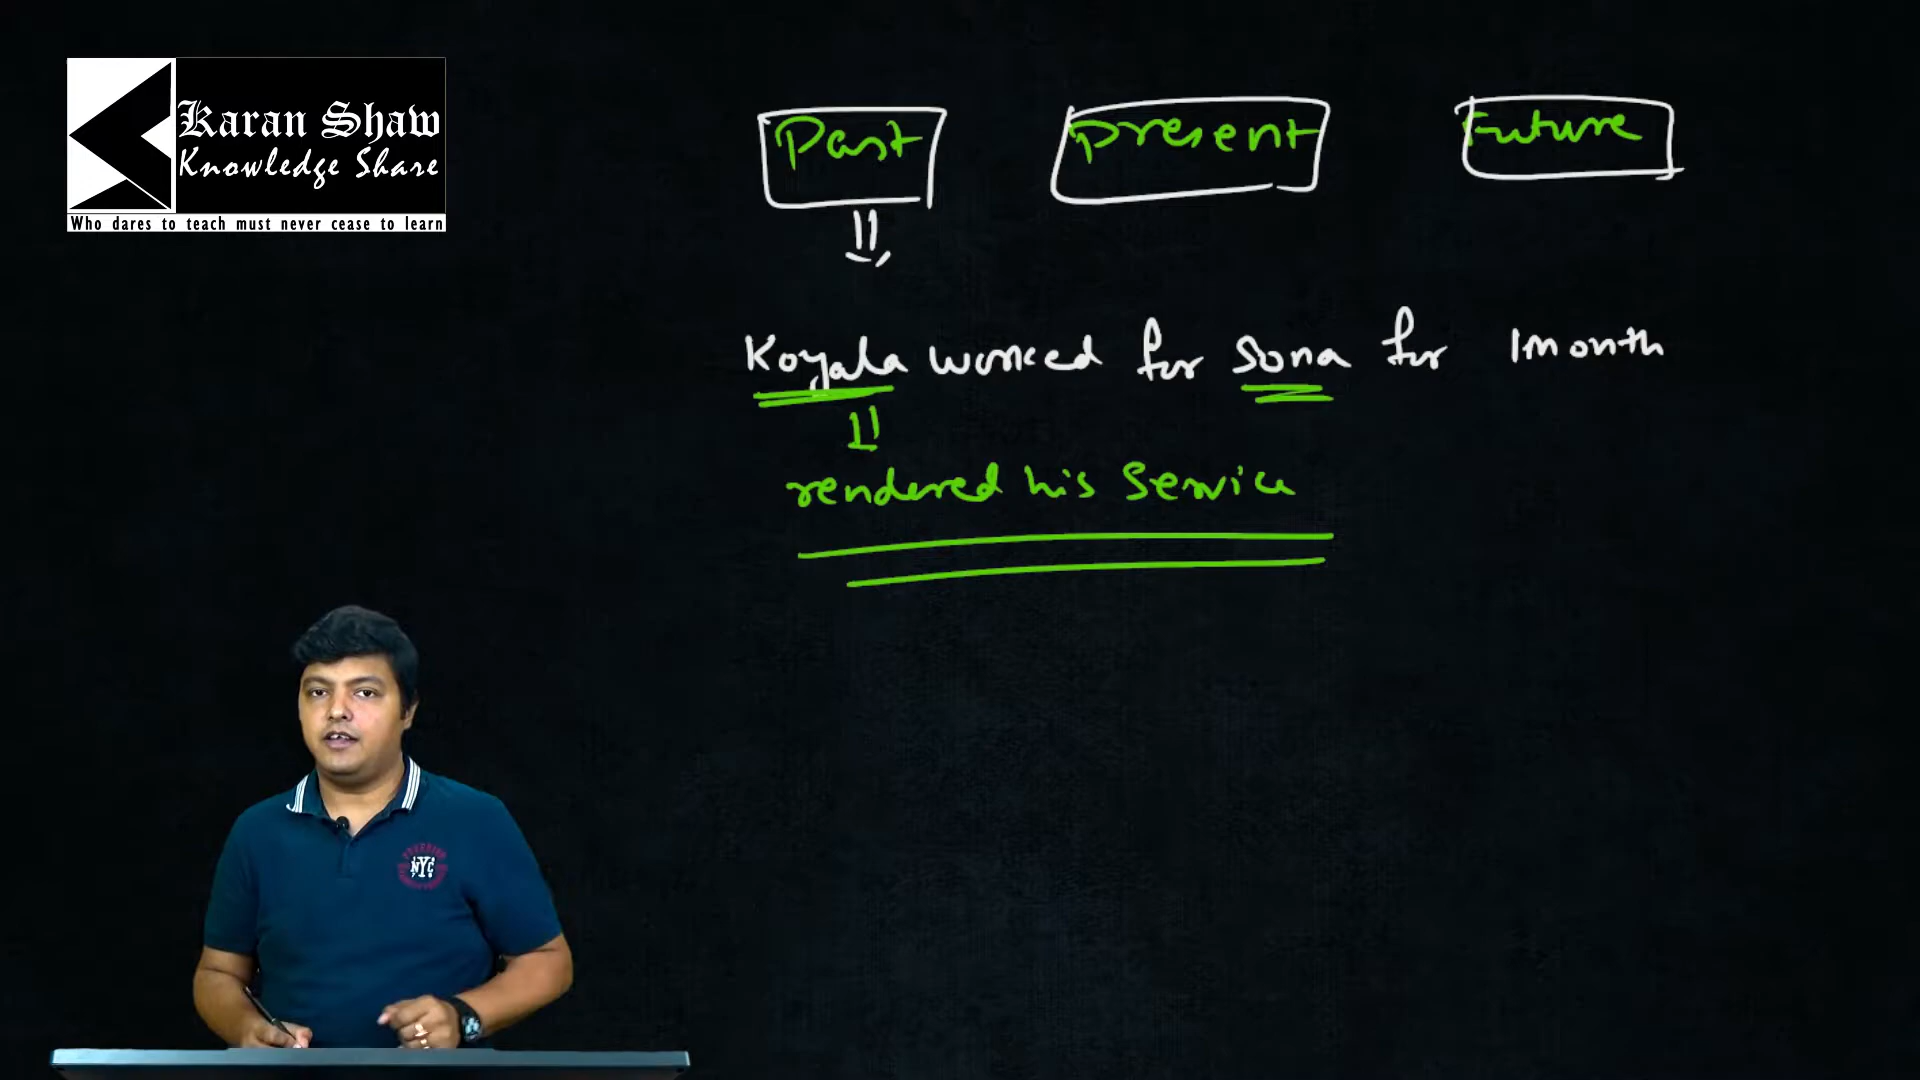 Karan Shaw
Knowledge Share
Who dares to teach must never cease to learn
Past Present Future
Koyala worked for Sona for 1 month
rendered his Service
NYC